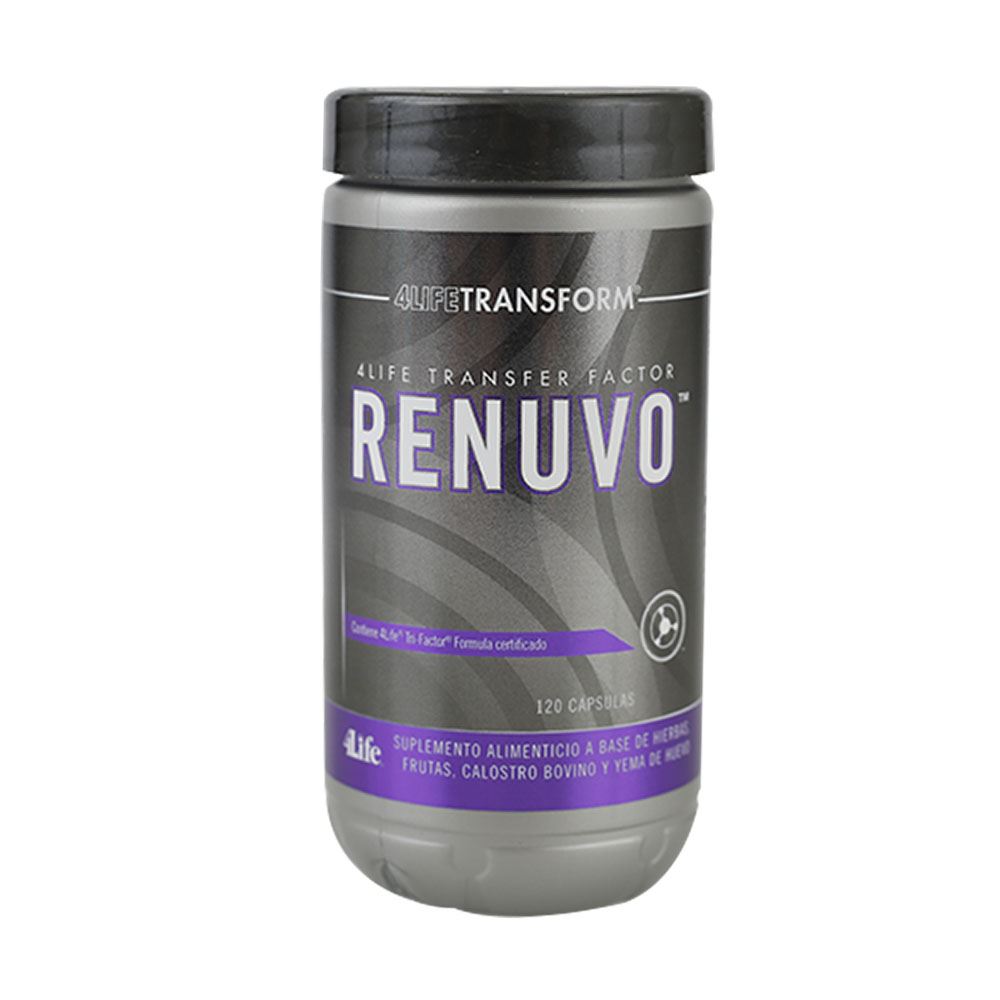 4LIFETRANSFORM®
4LIFE TRANSFER FACTOR
RENUVO™
Contiene 4Life® Tri-Factor® Formula certificado
120 CÁPSULAS
4Life
SUPLEMENTO ALIMENTICIO A BASE DE HIERBAS,
FRUTAS, CALOSTRO BOVINO Y YEMA DE HUEVO